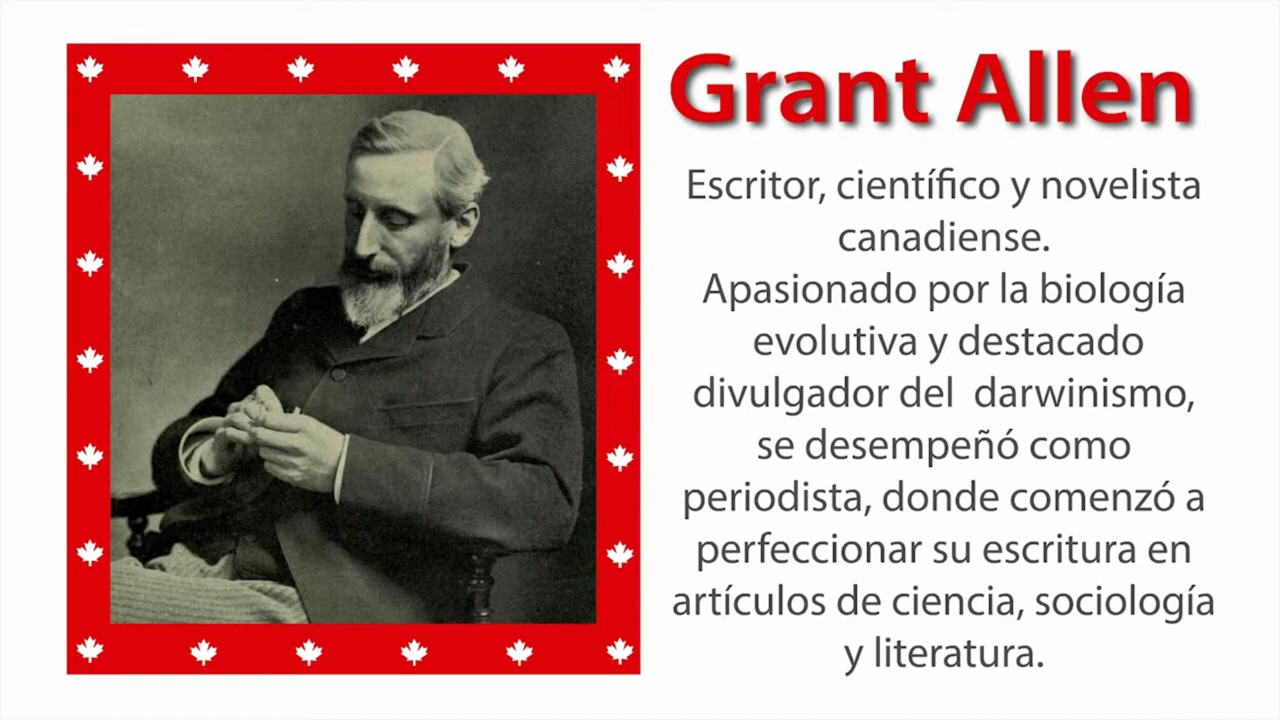 Grant Allen
Escritor, científico y novelista
canadiense.
Apasionado por la biología
evolutiva y destacado
divulgador del  darwinismo,
se desempeñó como
periodista, donde comenzó a
perfeccionar su escritura en
artículos de ciencia, sociología
y literatura.